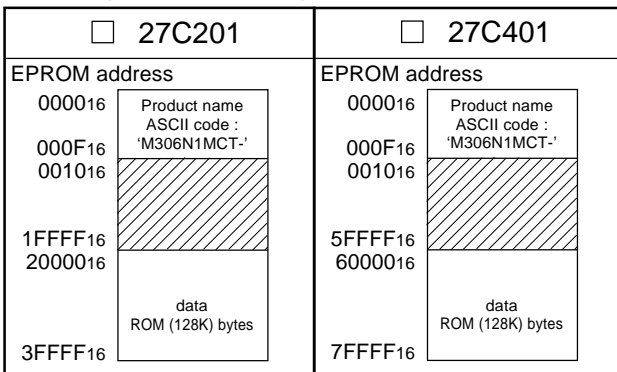 □ 27C201
EPROM address
000016
000F16
001016
1FFFF16
2000016
3FFFF16
Product name
ASCII code :
‘M306N1MCT-’
data
ROM (128K) bytes
□ 27C401
EPROM address
000016
000F16
001016
5FFFF16
6000016
7FFFF16
Product name
ASCII code :
‘M306N1MCT-’
data
ROM (128K) bytes